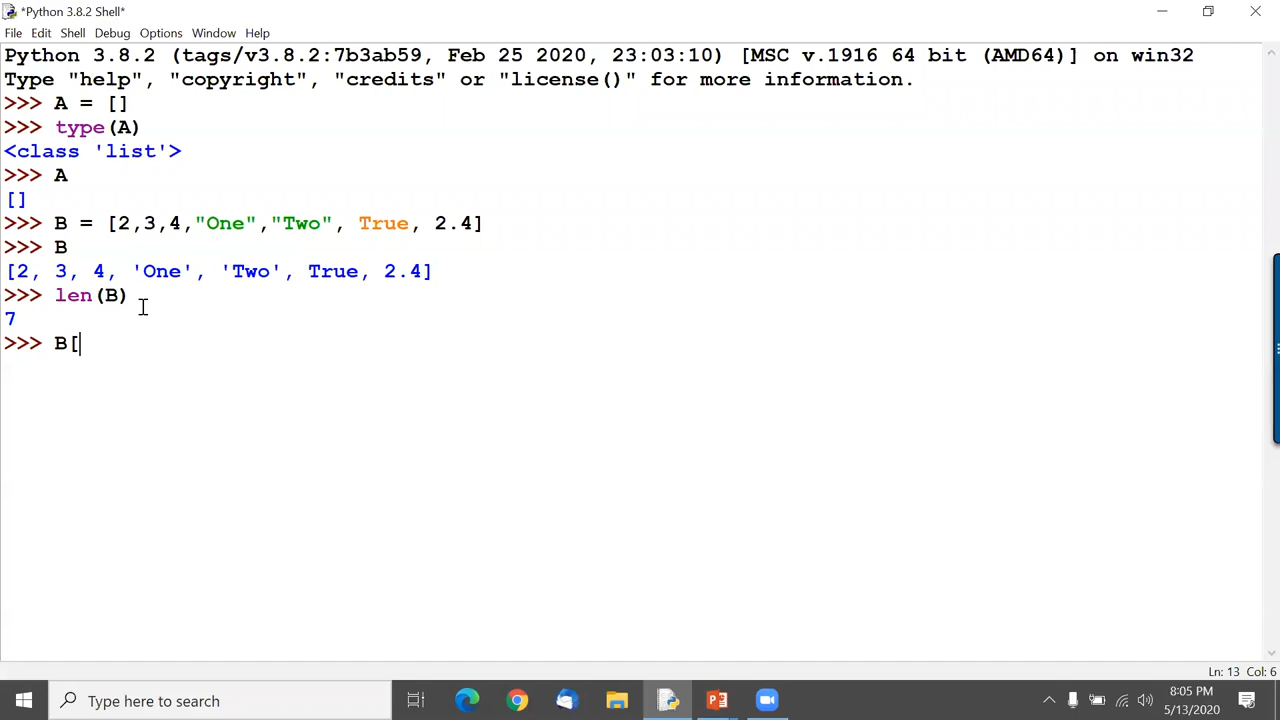 *Python 3.8.2 Shell*
File Edit Shell Debug Options Window Help
Python 3.8.2 (tags/v3.8.2:7b3ab59, Feb 25 2020, 23:03:10) [MSC v.1916 64 bit (AMD64)] on win32
Type "help", "copyright", "credits" or "license()" for more information.
>>> A = []
>>> type(A)
<class 'list'>
>>> A
[]
>>> B = [2,3,4,"One","Two", True, 2.4]
>>> B
[2, 3, 4, 'One', 'Two', True, 2.4]
>>> len(B)
7
>>> B[
Ln: 13 Col: 6
Type here to search
8:05 PM
5/13/2020